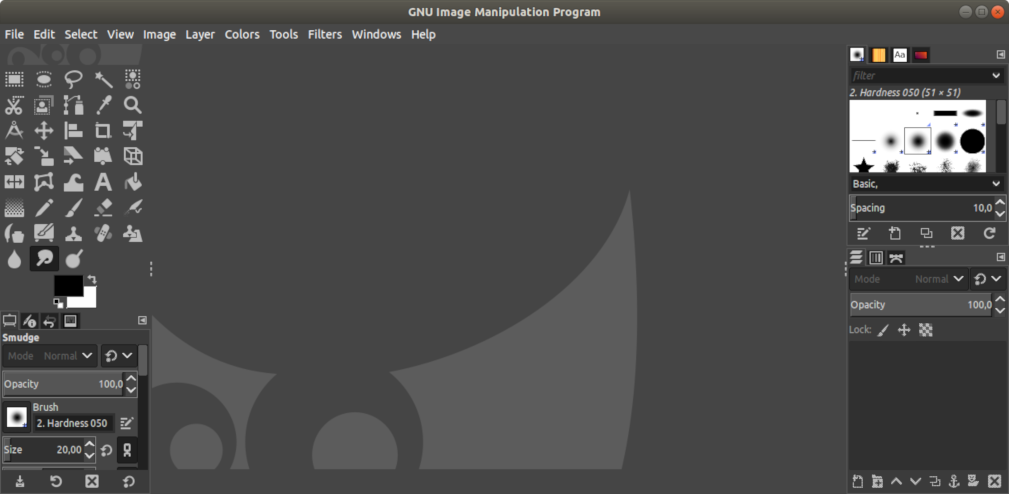 GNU Image Manipulation Program
File Edit Select View Image Layer Colors Tools Filters Windows Help
Aa
filter
2. Hardness 050 (51 × 51)
Basic,
Spacing 10,0
Mode Normal
Opacity 100,0
Lock:
Smudge
Mode Normal
Opacity 100,0
Brush
2. Hardness 050
Size 20,00